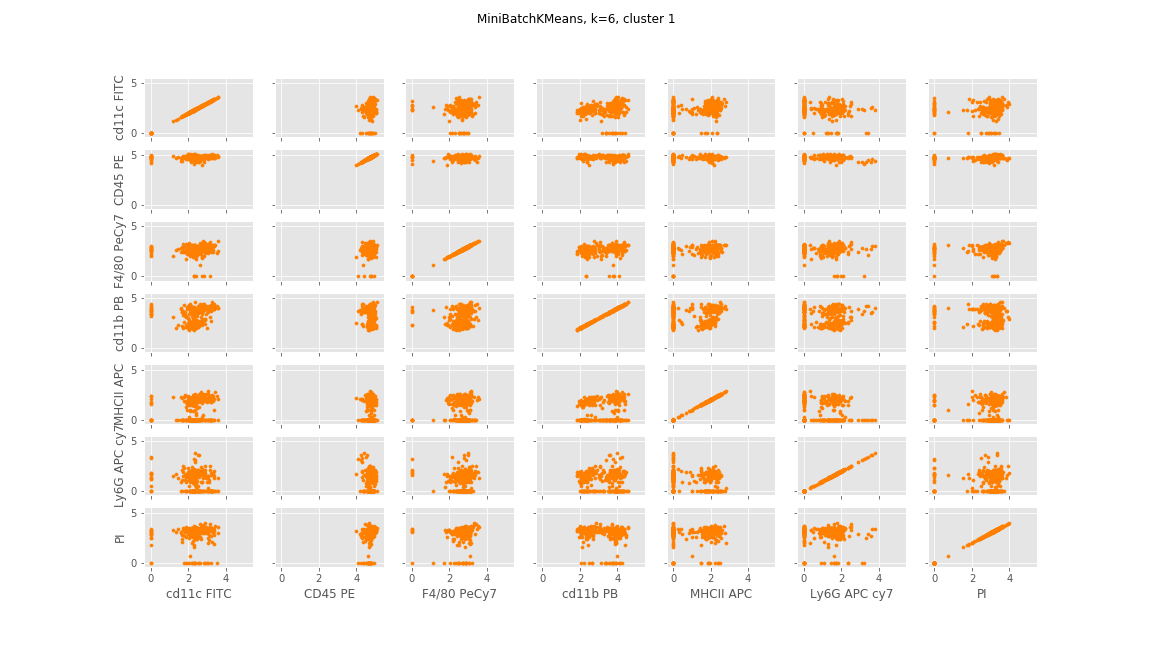 MiniBatchKMeans, k=6, cluster 1
cd11c FITC
5
0
CD45 PE
5
0
F4/80 PeCy7
5
0
cd11b PB
5
0
MHCII APC
5
0
Ly6G APC cy7
5
0
PI
5
0
0 2 4 0 2 4 0 2 4 0 2 4 0 2 4 0 2 4 0 2 4
cd11c FITC CD45 PE F4/80 PeCy7 cd11b PB MHCII APC Ly6G APC cy7 PI